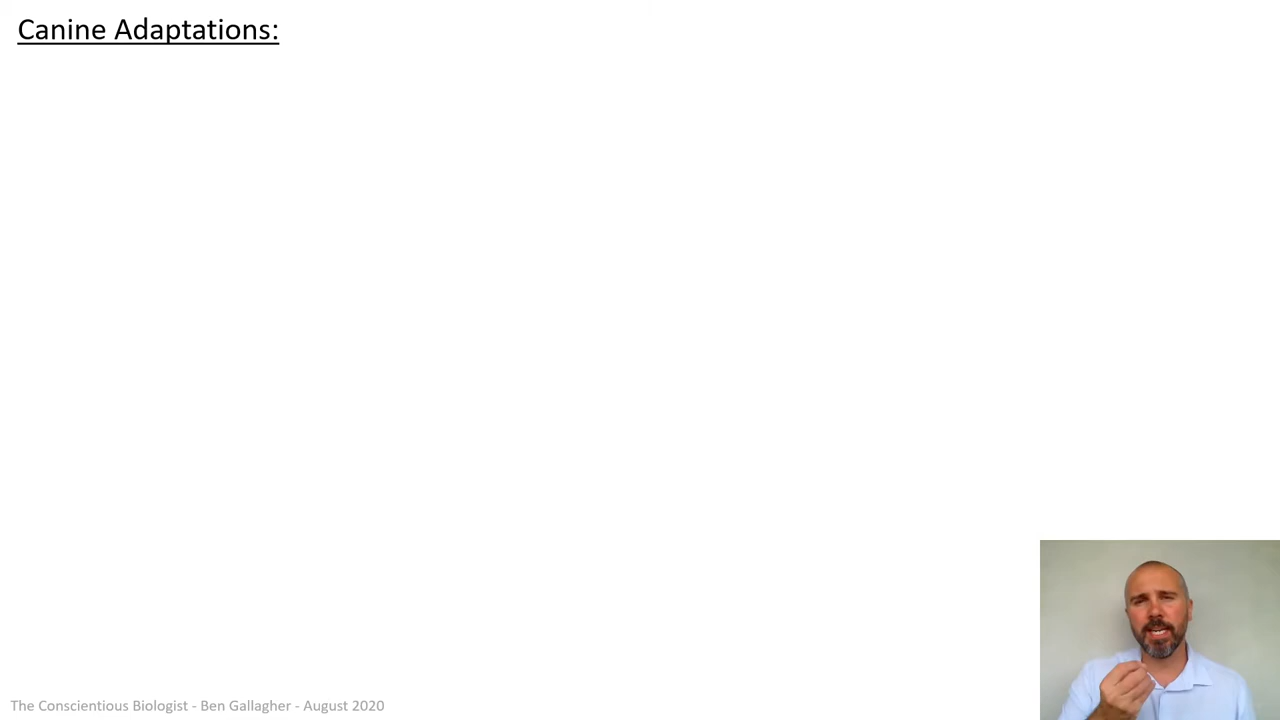 Canine Adaptations:
The Conscientious Biologist - Ben Gallagher - August 2020